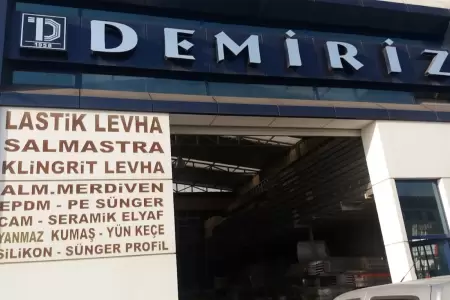 DEMİRİZ
1958
LASTİK LEVHA
SALMASTRA
KLİNGRİT LEVHA
ALM.MERDİVEN
EPDM - PE SÜNGER
CAM - SERAMİK ELYAF
YANMAZ KUMAŞ - YÜN KEÇE
SİLİKON - SÜNGER PROFİL